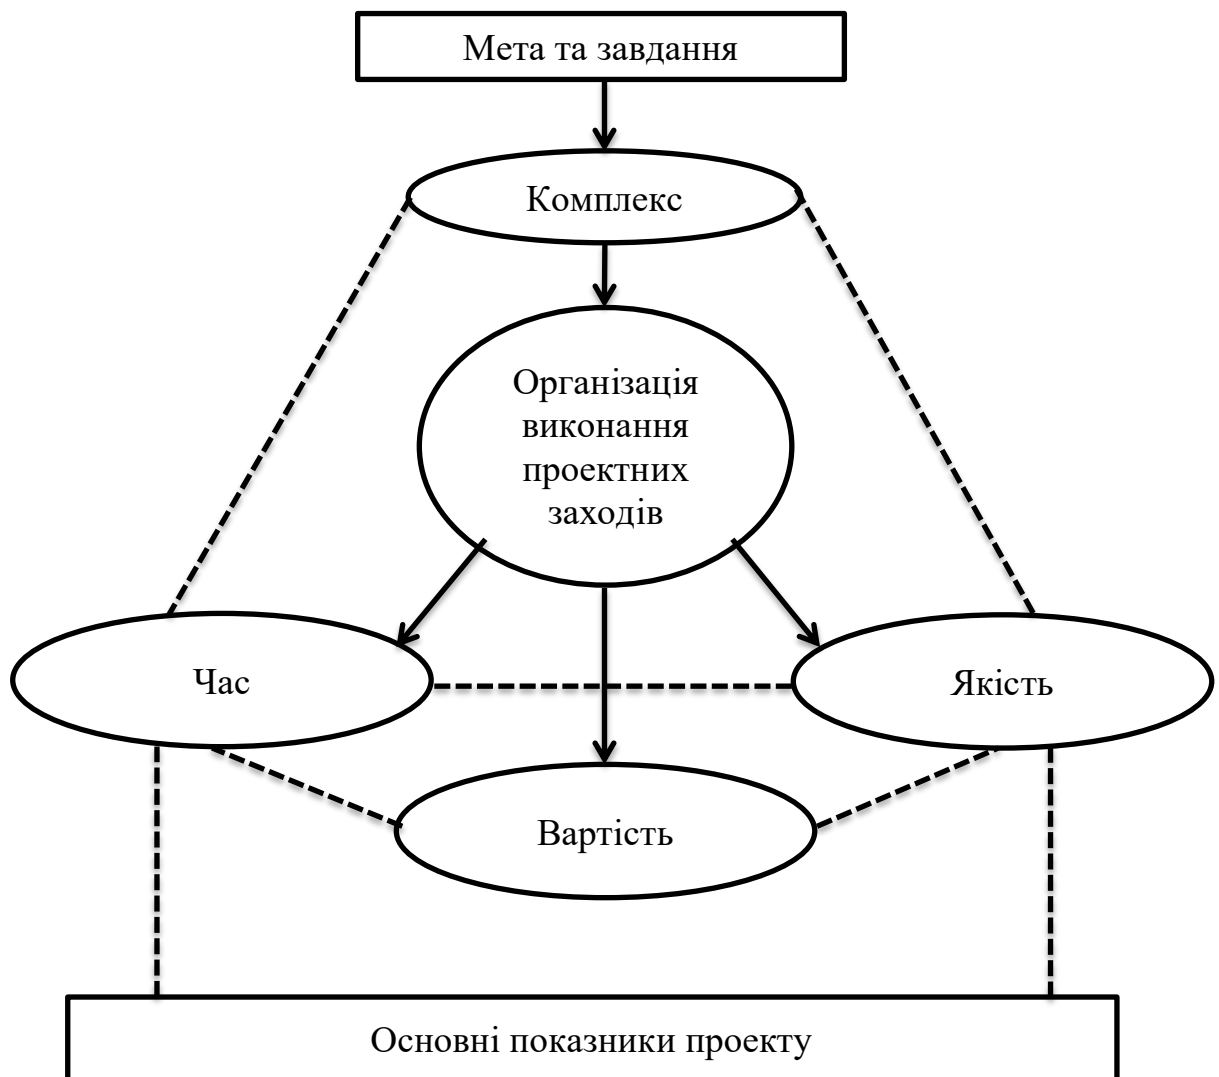 Мета та завдання
Комплекс
Організація
виконання
проектних
заходів
Час
Якість
Вартість
Основні показники проекту